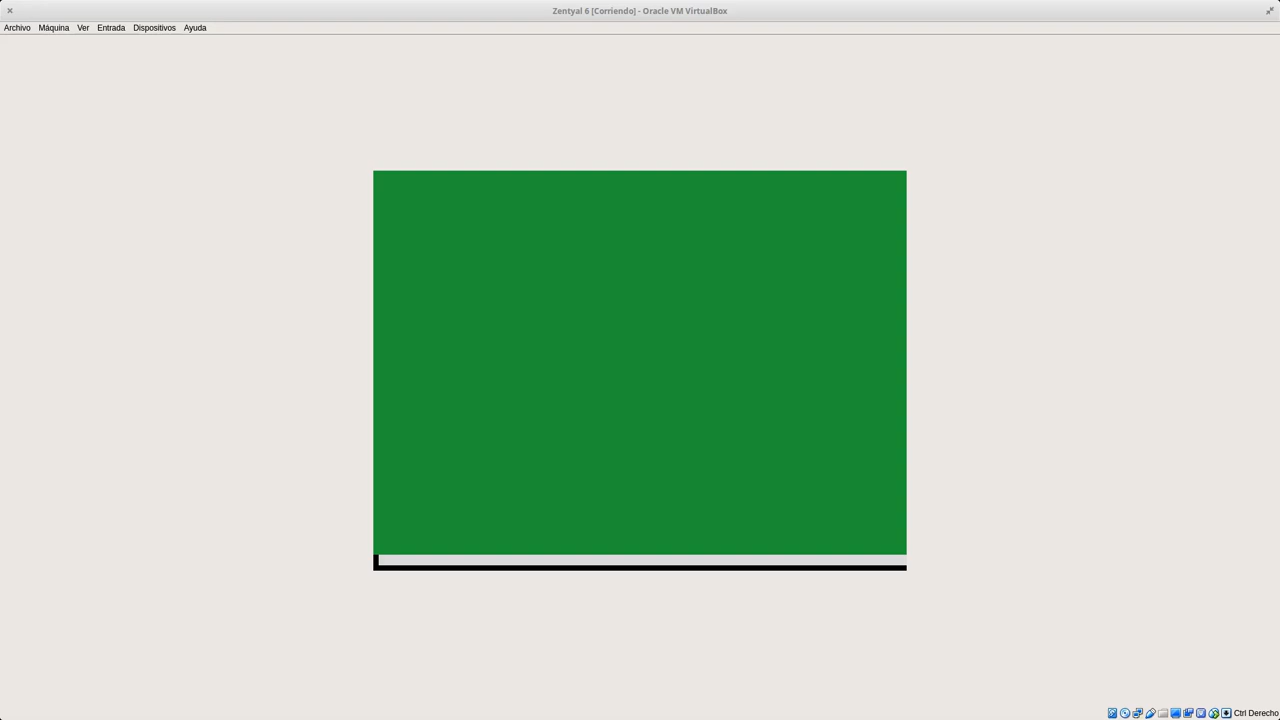 Zentyal 6 [Corriendo] - Oracle VM VirtualBox
Archivo Máquina Ver Entrada Dispositivos Ayuda
Ctrl Derecho